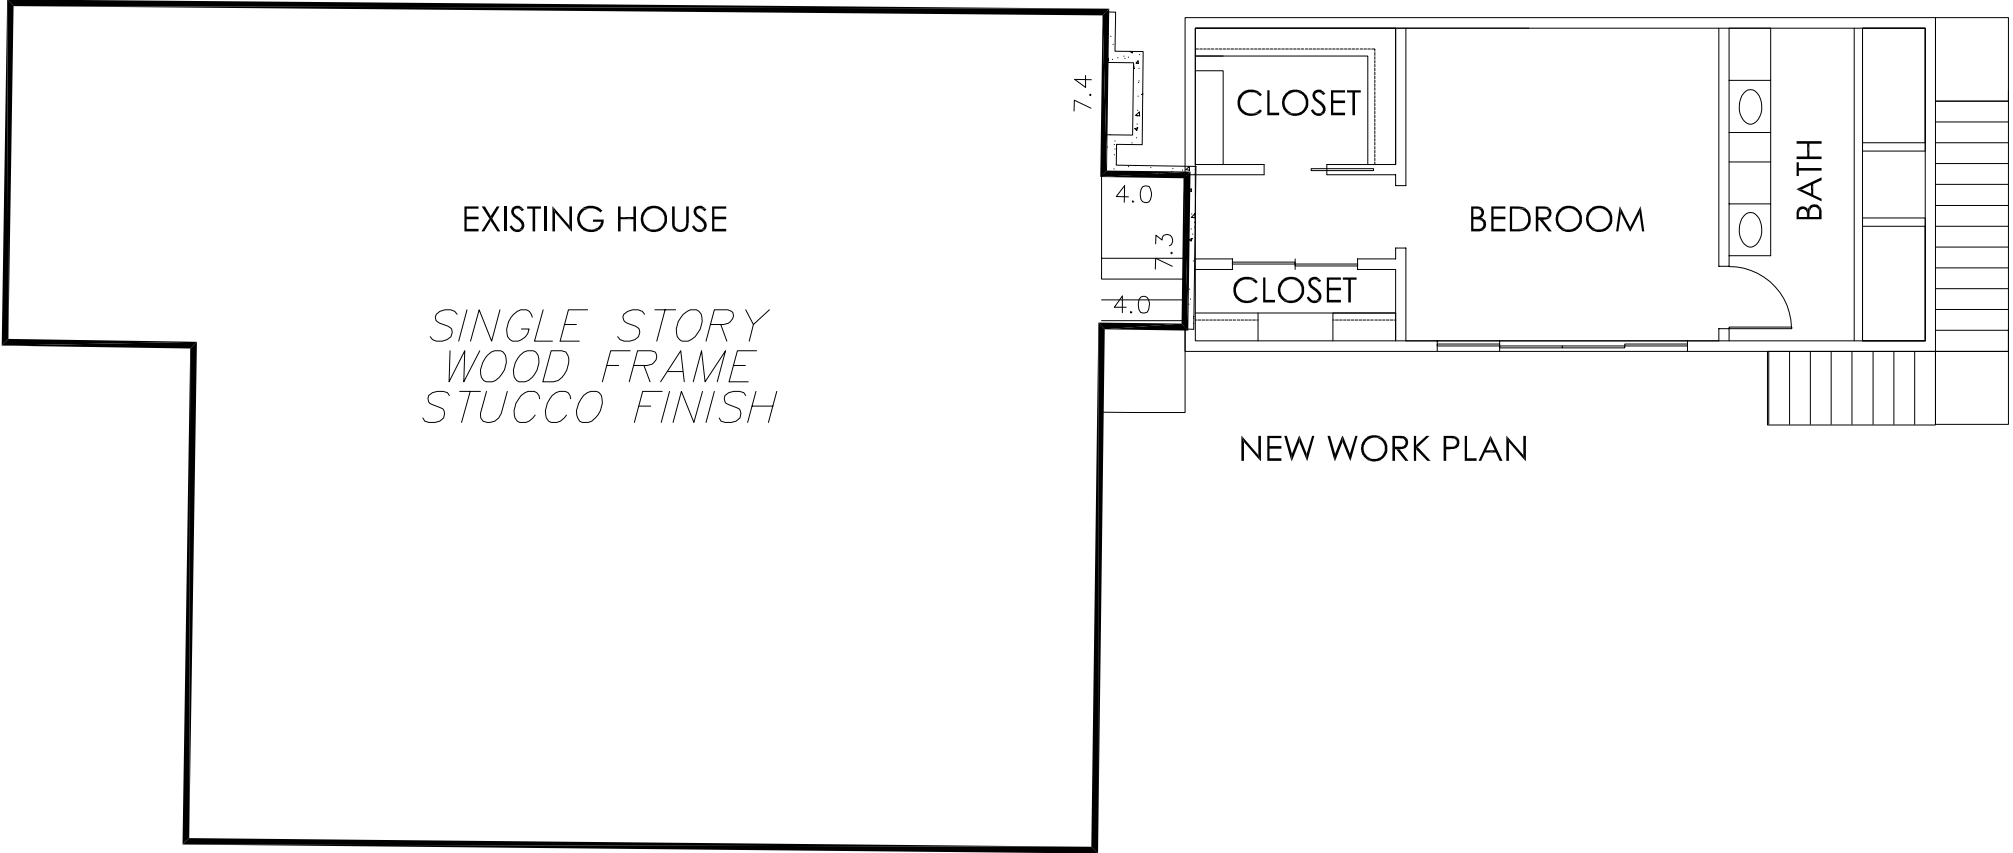 7.4
CLOSET
BATH
4.0
EXISTING HOUSE
BEDROOM
7.3
CLOSET
4.0
SINGLE STORY
WOOD FRAME
STUCCO FINISH
NEW WORK PLAN